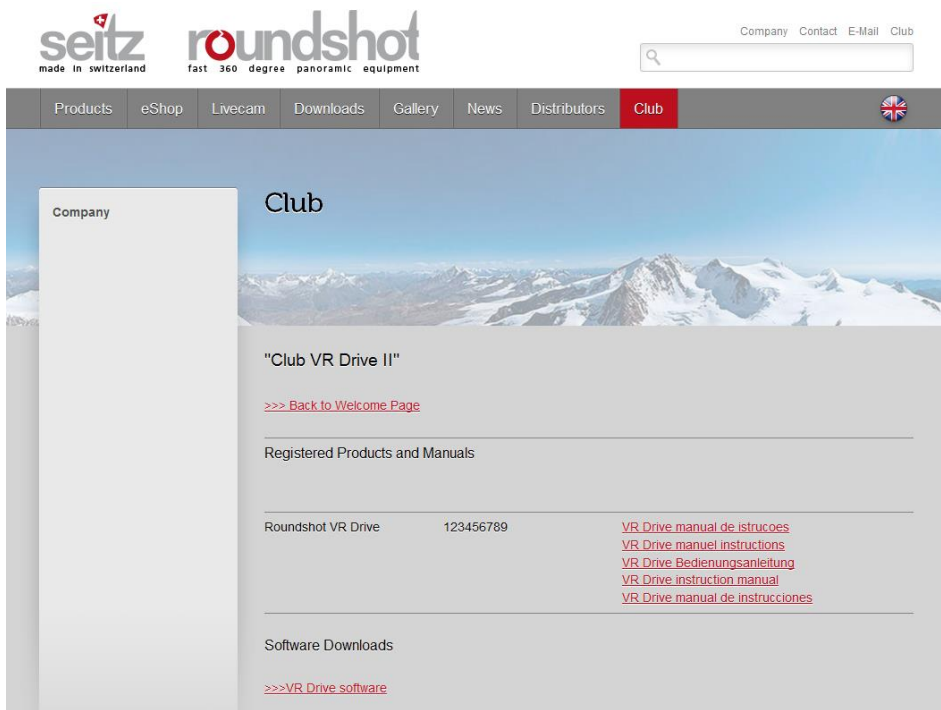 seitz roundshot
made in switzerland fast 360 degree panoramic equipment
Company Contact E-Mail Club
Products eShop Livecam Downloads Gallery News Distributors Club
Company
Club
"Club VR Drive II"
>>> Back to Welcome Page
Registered Products and Manuals
Roundshot VR Drive 123456789 VR Drive manual de istrucoes
VR Drive manuel instructions
VR Drive Bedienungsanleitung
VR Drive instruction manual
VR Drive manual de instrucciones
Software Downloads
>>>VR Drive software